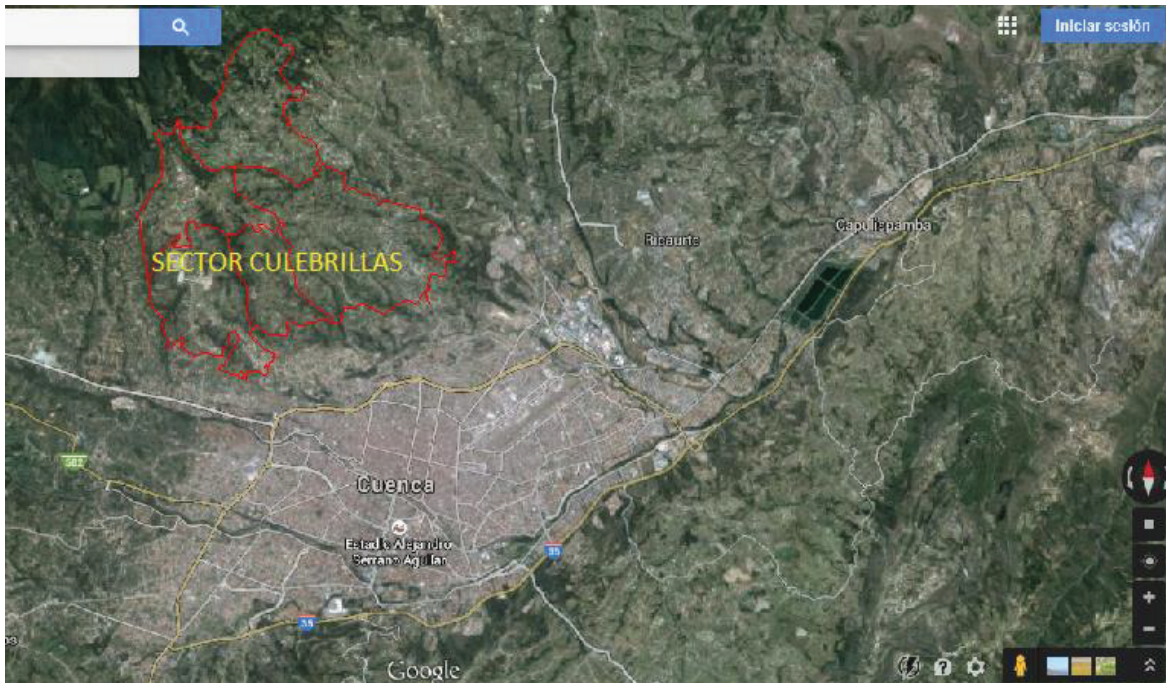 Iniciar sesión
Ricaurte
Capulispamba
SECTOR CULEBRILLAS
582
Cuenca
Estadio Alejandro
Serrano Aguilar
35
35
Google